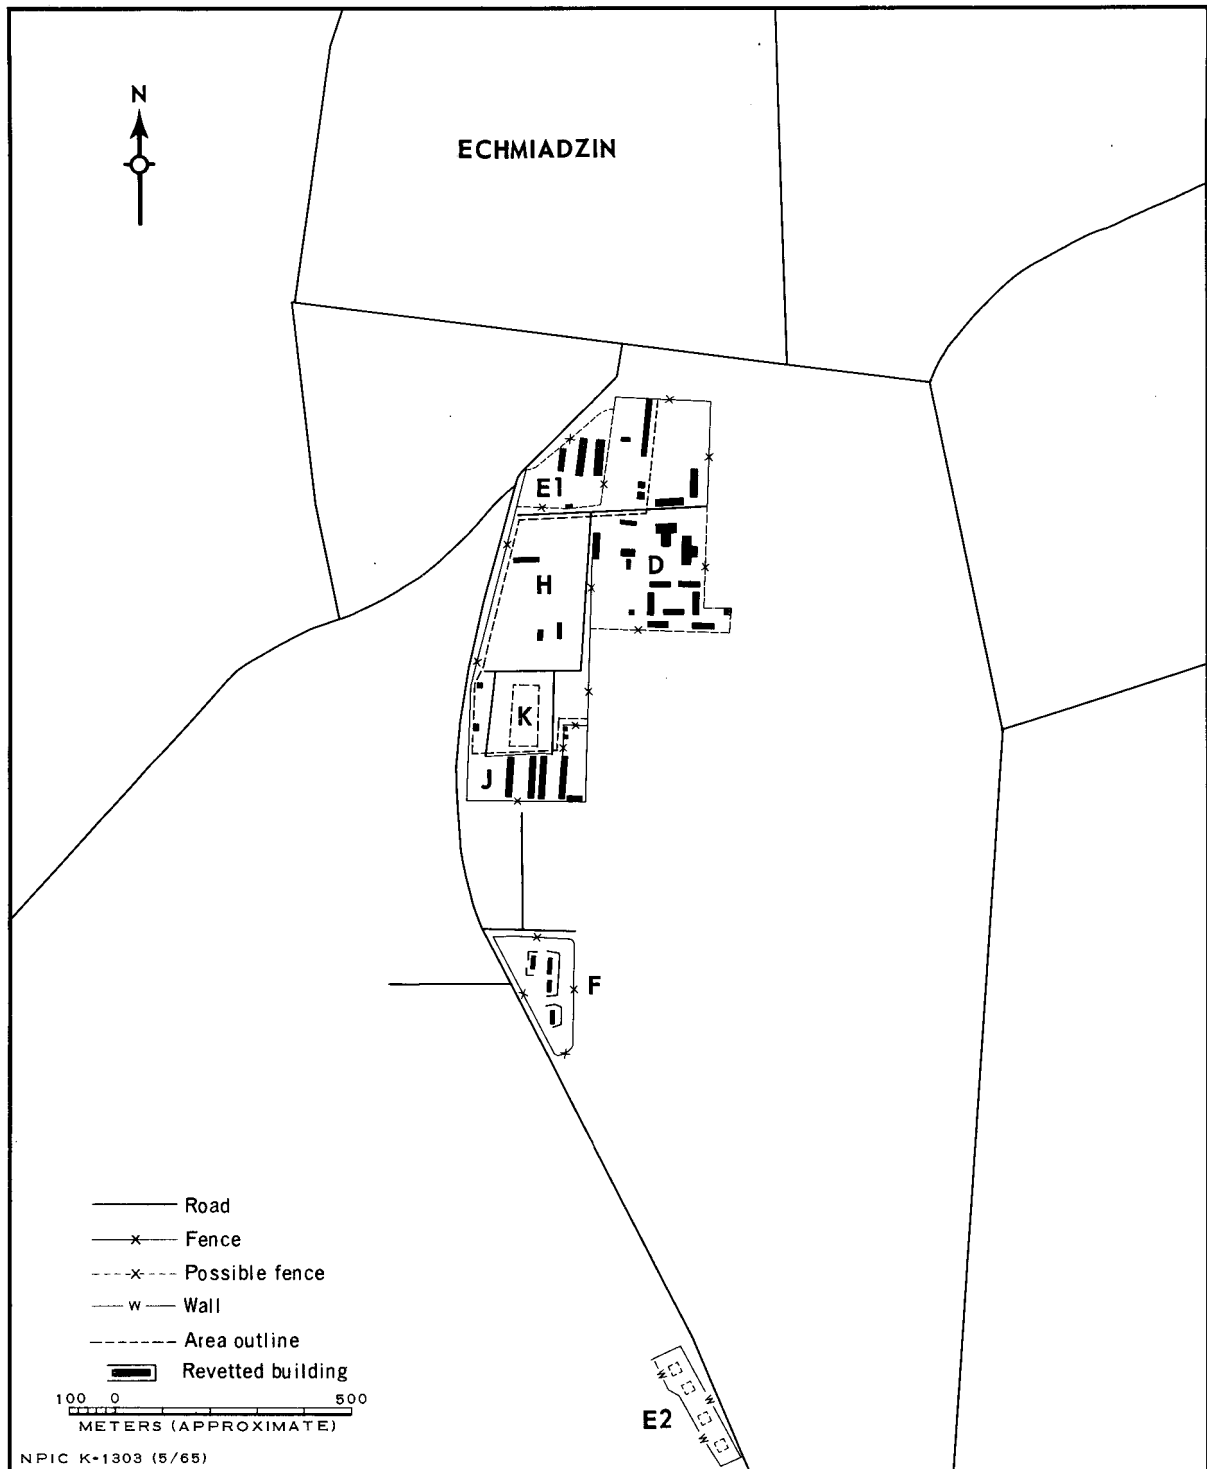 N
ECHMIADZIN
E1
D
H
K
J
F
Road
Fence
Possible fence
W Wall
Area outline
Revetted building
100 0 500
METERS (APPROXIMATE)
W
W
W
E2
NPIC K-1303 (5/65)